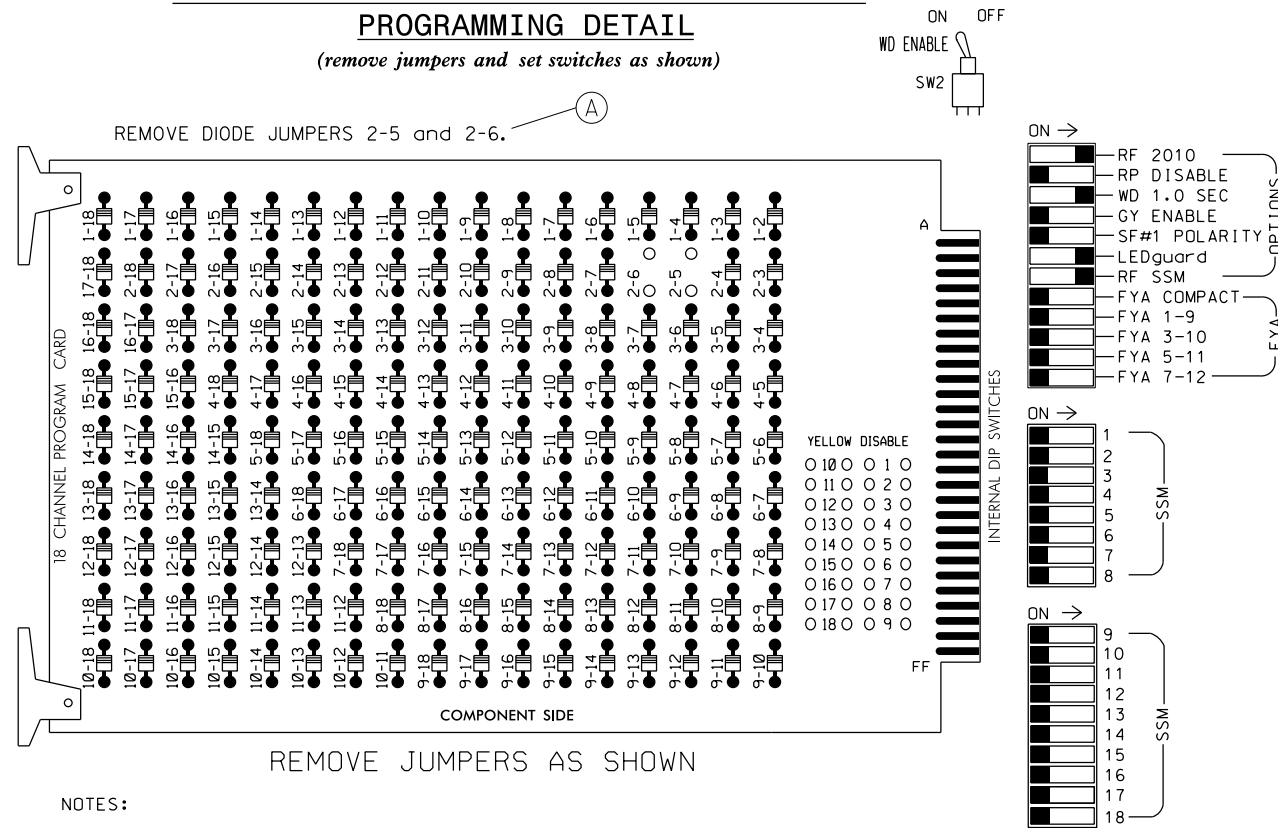 PROGRAMMING DETAIL
(remove jumpers and set switches as shown)
ON OFF
WD ENABLE
SW2
A
REMOVE DIODE JUMPERS 2-5 and 2-6.
1-18 1-17 1-16 1-15 1-14 1-13 1-12 1-11 1-10 1-9 1-8 1-7 1-6 1-5 1-4 1-3 1-2
17-18 2-18 2-17 2-16 2-15 2-14 2-13 2-12 2-11 2-10 2-9 2-8 2-7 2-6 2-5 2-4 2-3
16-18 16-17 3-18 3-17 3-16 3-15 3-14 3-13 3-12 3-11 3-10 3-9 3-8 3-7 3-6 3-5 3-4
15-18 15-17 15-16 4-18 4-17 4-16 4-15 4-14 4-13 4-12 4-11 4-10 4-9 4-8 4-7 4-6 4-5
14-18 14-17 14-16 14-15 5-18 5-17 5-16 5-15 5-14 5-13 5-12 5-11 5-10 5-9 5-8 5-7 5-6
13-18 13-17 13-16 13-15 13-14 6-18 6-17 6-16 6-15 6-14 6-13 6-12 6-11 6-10 6-9 6-8 6-7
12-18 12-17 12-16 12-15 12-14 12-13 7-18 7-17 7-16 7-15 7-14 7-13 7-12 7-11 7-10 7-9 7-8
11-18 11-17 11-16 11-15 11-14 11-13 11-12 8-18 8-17 8-16 8-15 8-14 8-13 8-12 8-11 8-10 8-9
10-18 10-17 10-16 10-15 10-14 10-13 10-12 10-11 9-18 9-17 9-16 9-15 9-14 9-13 9-12 9-11 9-10
18 CHANNEL PROGRAM CARD
COMPONENT SIDE
A
FF
YELLOW DISABLE
10 1
11 2
12 3
13 4
14 5
15 6
16 7
17 8
18 9
INTERNAL DIP SWITCHES
ON →
RF 2010
RP DISABLE
WD 1.0 SEC
GY ENABLE
SF#1 POLARITY
LEDguard
RF SSM
OPTIONS
FYA COMPACT
FYA 1-9
FYA 3-10
FYA 5-11
FYA 7-12
FYA
ON →
1
2
3
4
5
6
7
8
SSM
ON →
9
10
11
12
13
14
15
16
17
18
SSM
REMOVE JUMPERS AS SHOWN
NOTES: